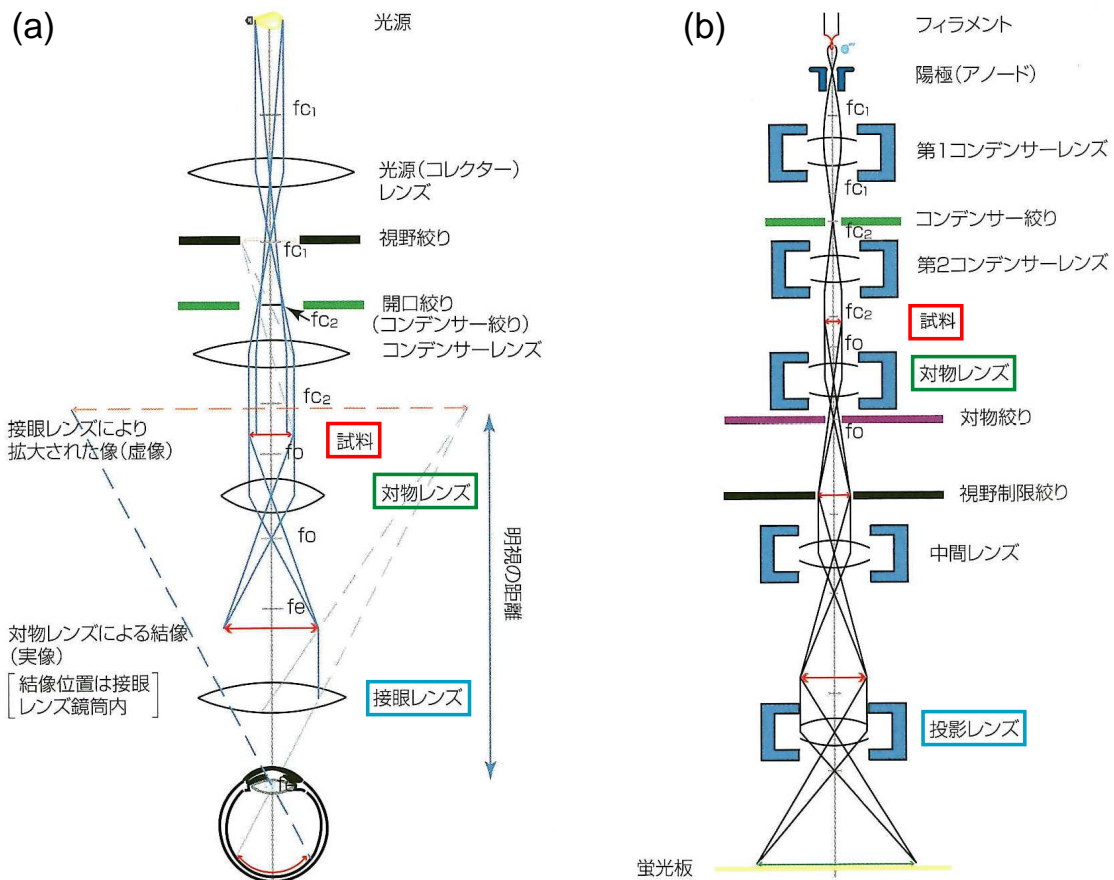 (a)
光源
fc1
光源(コレクター)
レンズ
視野絞り
fc1
開口絞り
(コンデンサー絞り)
fc2
コンデンサーレンズ
fc2
接眼レンズにより
拡大された像(虚像)
試料
fo
対物レンズ
fo
明視の距離
fe
対物レンズによる結像
(実像)
結像位置は接眼
レンズ鏡筒内
接眼レンズ
fe
(b)
フィラメント
e⁻
陽極(アノード)
fc1
第1コンデンサーレンズ
fc1
コンデンサー絞り
fc2
第2コンデンサーレンズ
fc2
試料
fo
対物レンズ
対物絞り
fo
視野制限絞り
中間レンズ
投影レンズ
蛍光板